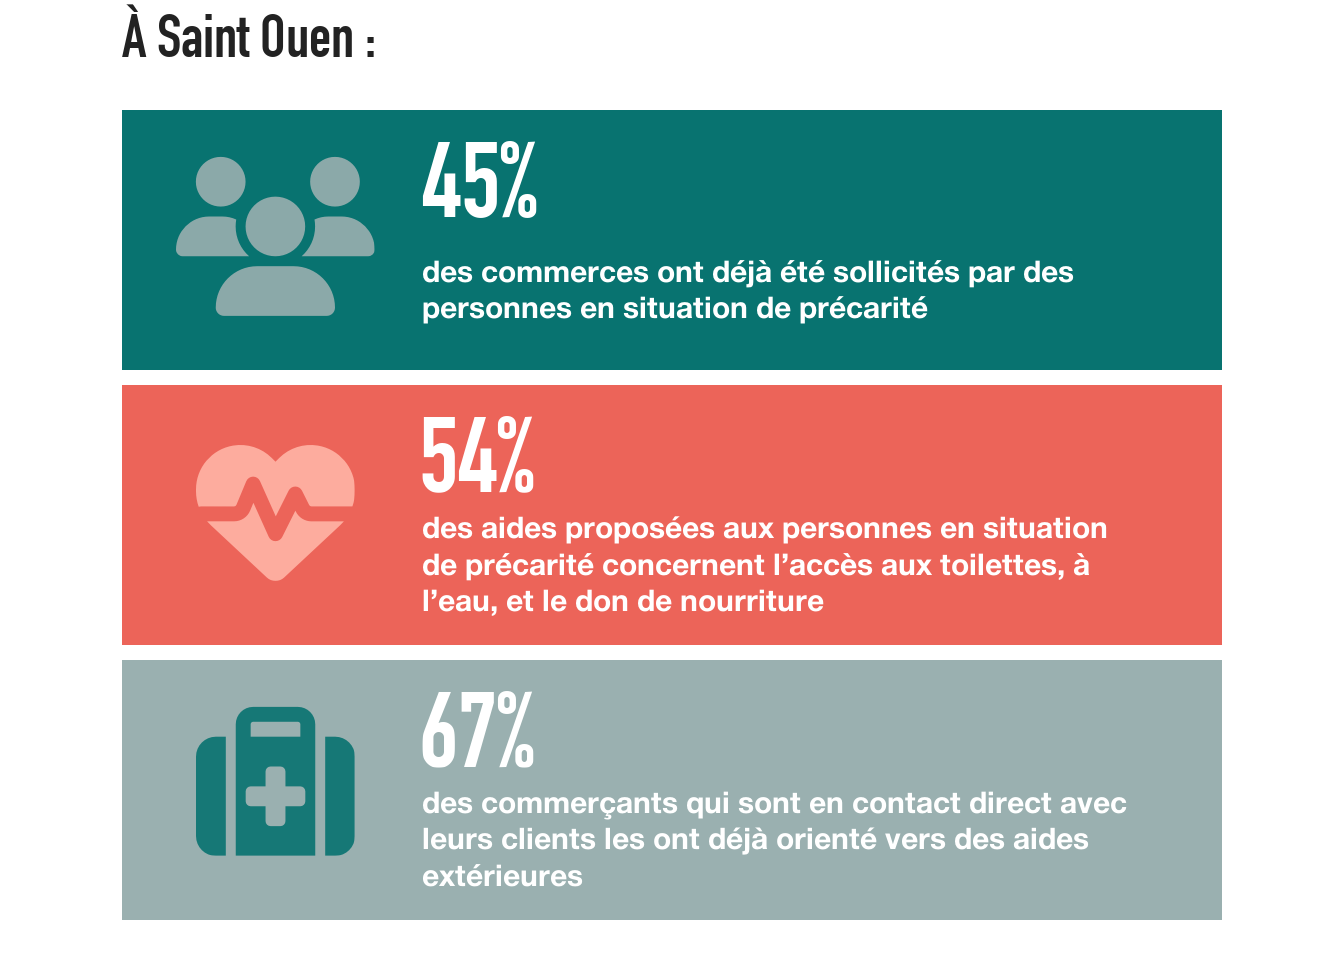 À Saint Ouen :
45%
des commerces ont déjà été sollicités par des
personnes en situation de précarité
54%
des aides proposées aux personnes en situation
de précarité concernent l’accès aux toilettes, à
l’eau, et le don de nourriture
67%
des commerçants qui sont en contact direct avec
leurs clients les ont déjà orienté vers des aides
extérieures